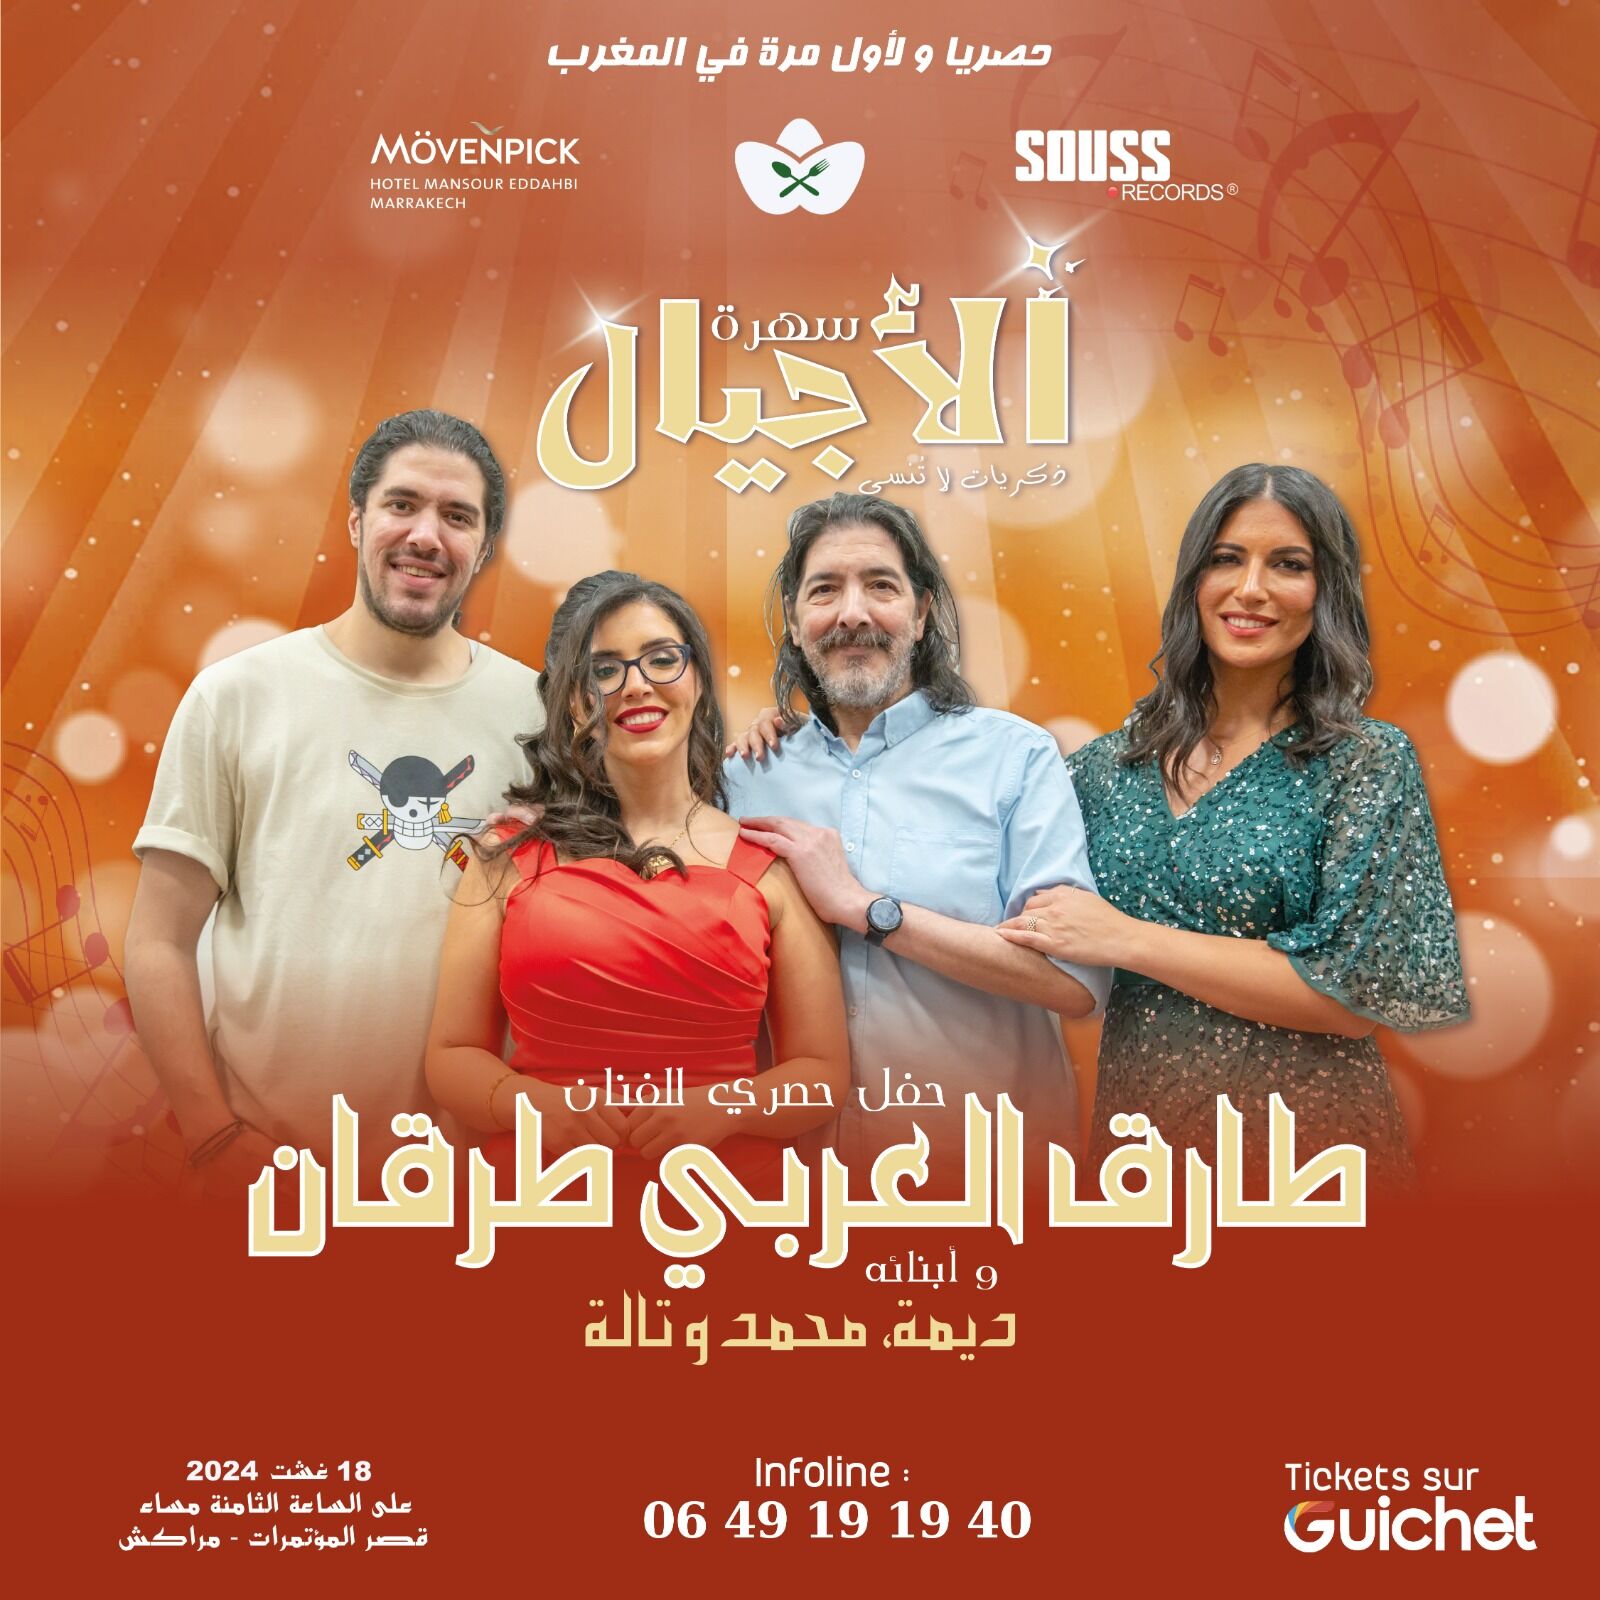 حصريا و لأول مرة في المغرب
MÖVENPICK
HOTEL MANSOUR EDDAHBI
MARRAKECH
SOUSS
RECORDS®
سهرة
الأجيال
ذكريات لا تُنسى
حفل حصري للفنان
طارق العربي طرقان
و أبنائه
ديمة، محمد و تالة
18 غشت 2024
على الساعة الثامنة مساء
قصر المؤتمرات - مراكش
Infoline :
06 49 19 19 40
Tickets sur
Guichet